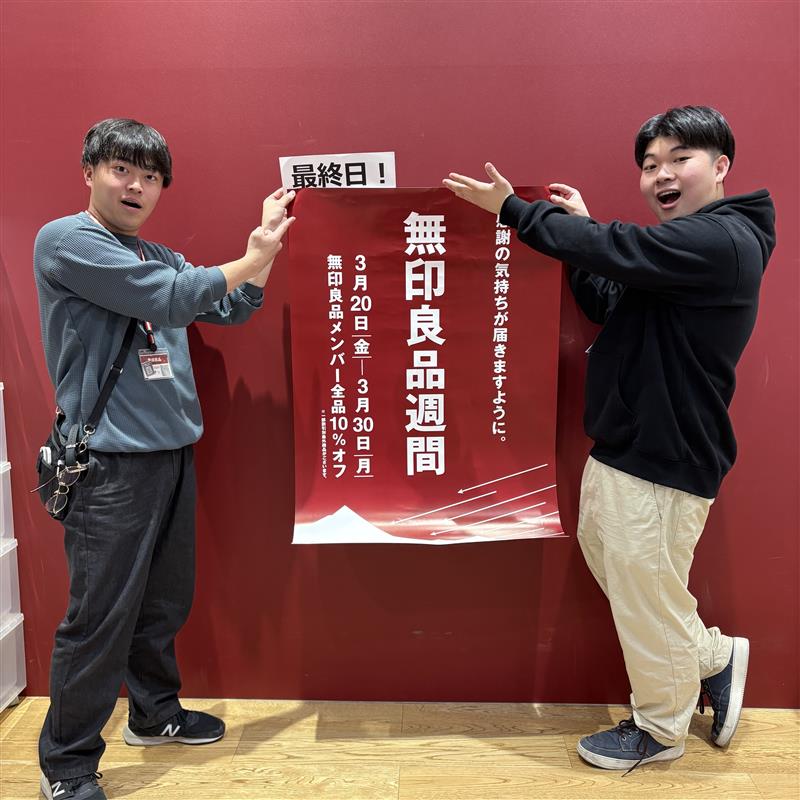 最終日！
感謝の気持ちが届きますように。
無印良品週間
3月20日(金)―3月30日(月)
無印良品メンバー全品10%オフ
N